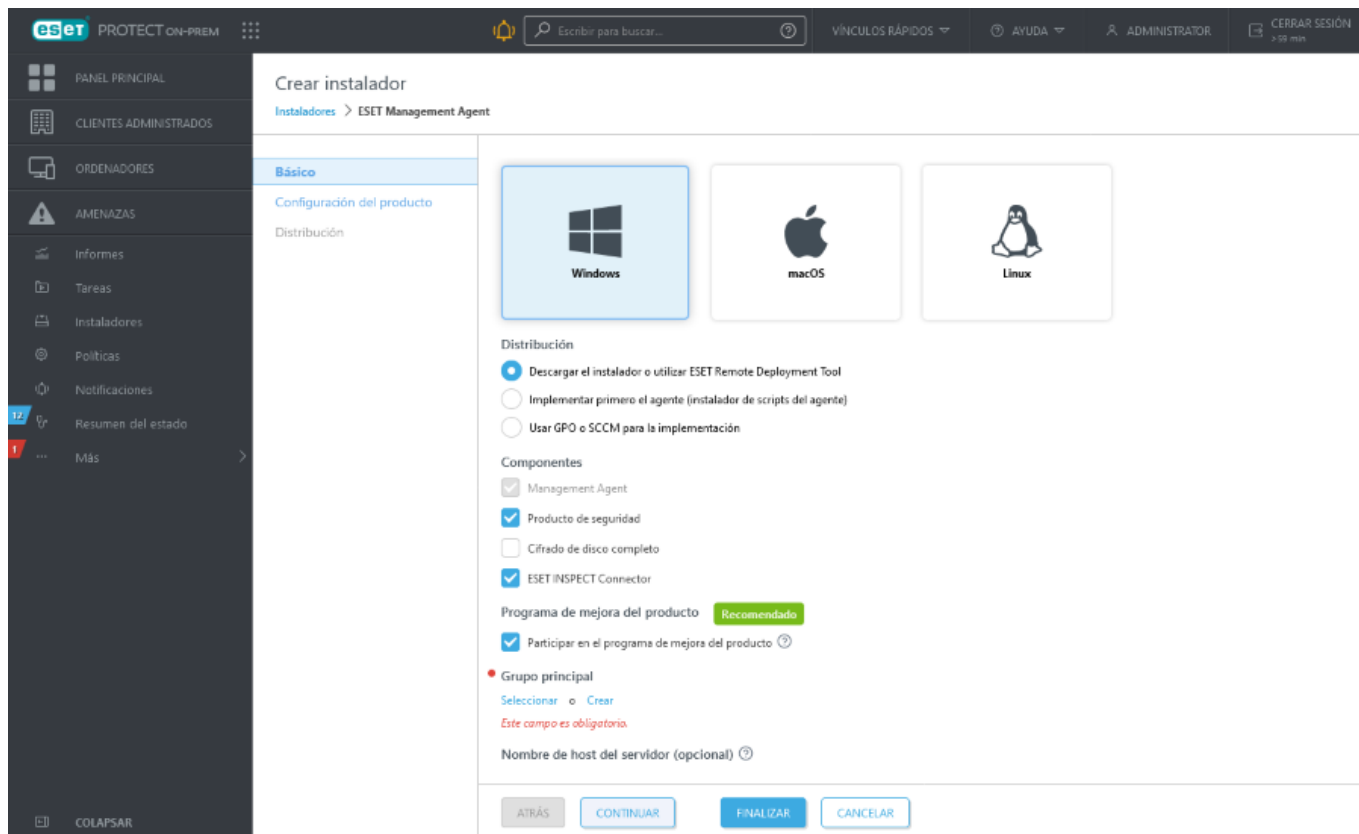 eset PROTECT ON-PREM
Escribir para buscar...
VÍNCULOS RÁPIDOS
AYUDA
ADMINISTRATOR
CERRAR SESIÓN
> 59 min
PANEL PRINCIPAL
CLIENTES ADMINISTRADOS
ORDENADORES
AMENAZAS
Informes
Tareas
Instaladores
Políticas
Notificaciones
12 Resumen del estado
1 ... Más
COLAPSAR
Crear instalador
Instaladores > ESET Management Agent
Básico
Configuración del producto
Distribución
Windows
macOS
Linux
Distribución
Descargar el instalador o utilizar ESET Remote Deployment Tool
Implementar primero el agente (instalador de scripts del agente)
Usar GPO o SCCM para la implementación
Componentes
Management Agent
Producto de seguridad
Cifrado de disco completo
ESET INSPECT Connector
Programa de mejora del producto Recomendado
Participar en el programa de mejora del producto ?
Grupo principal
Seleccionar o Crear
Este campo es obligatorio.
Nombre de host del servidor (opcional) ?
ATRÁS
CONTINUAR
FINALIZAR
CANCELAR